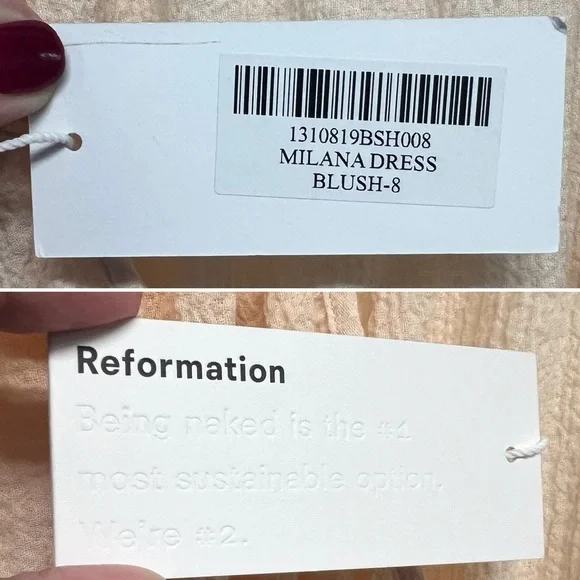 1310819BSH008
MILANA DRESS
BLUSH-8
Reformation
Being naked is the #1
most sustainable option.
We're #2.